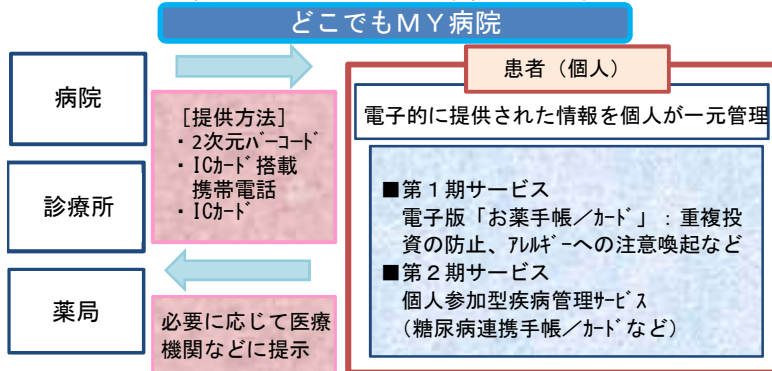 どこでもＭＹ病院
病院
診療所
薬局
［提供方法］
・2次元ﾊﾞｰｺｰﾄﾞ
・ICｶｰﾄﾞ搭載
携帯電話
・ICｶｰﾄﾞ
必要に応じて医療
機関などに提示
患者（個人）
電子的に提供された情報を個人が一元管理
■第１期サービス
電子版「お薬手帳／ｶｰﾄﾞ」：重複投
資の防止、ｱﾚﾙｷﾞｰへの注意喚起など
■第２期サービス
個人参加型疾病管理ｻｰﾋﾞｽ
（糖尿病連携手帳／ｶｰﾄﾞなど）